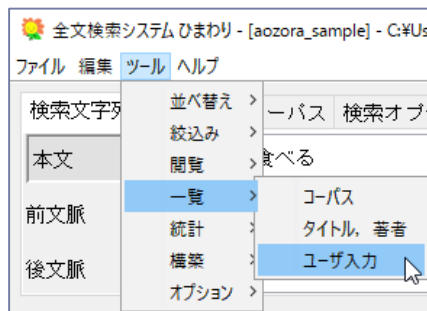 全文検索システム ひまわり - [aozora_sample] - C:¥Us
ファイル 編集 ツール ヘルプ
検索文字列 ーパス 検索オプ
本文 食べる
前文脈
後文脈
並べ替え >
絞込み >
閲覧 >
一覧 >
統計 >
構築 >
オプション >
コーパス
タイトル，著者
ユーザ入力